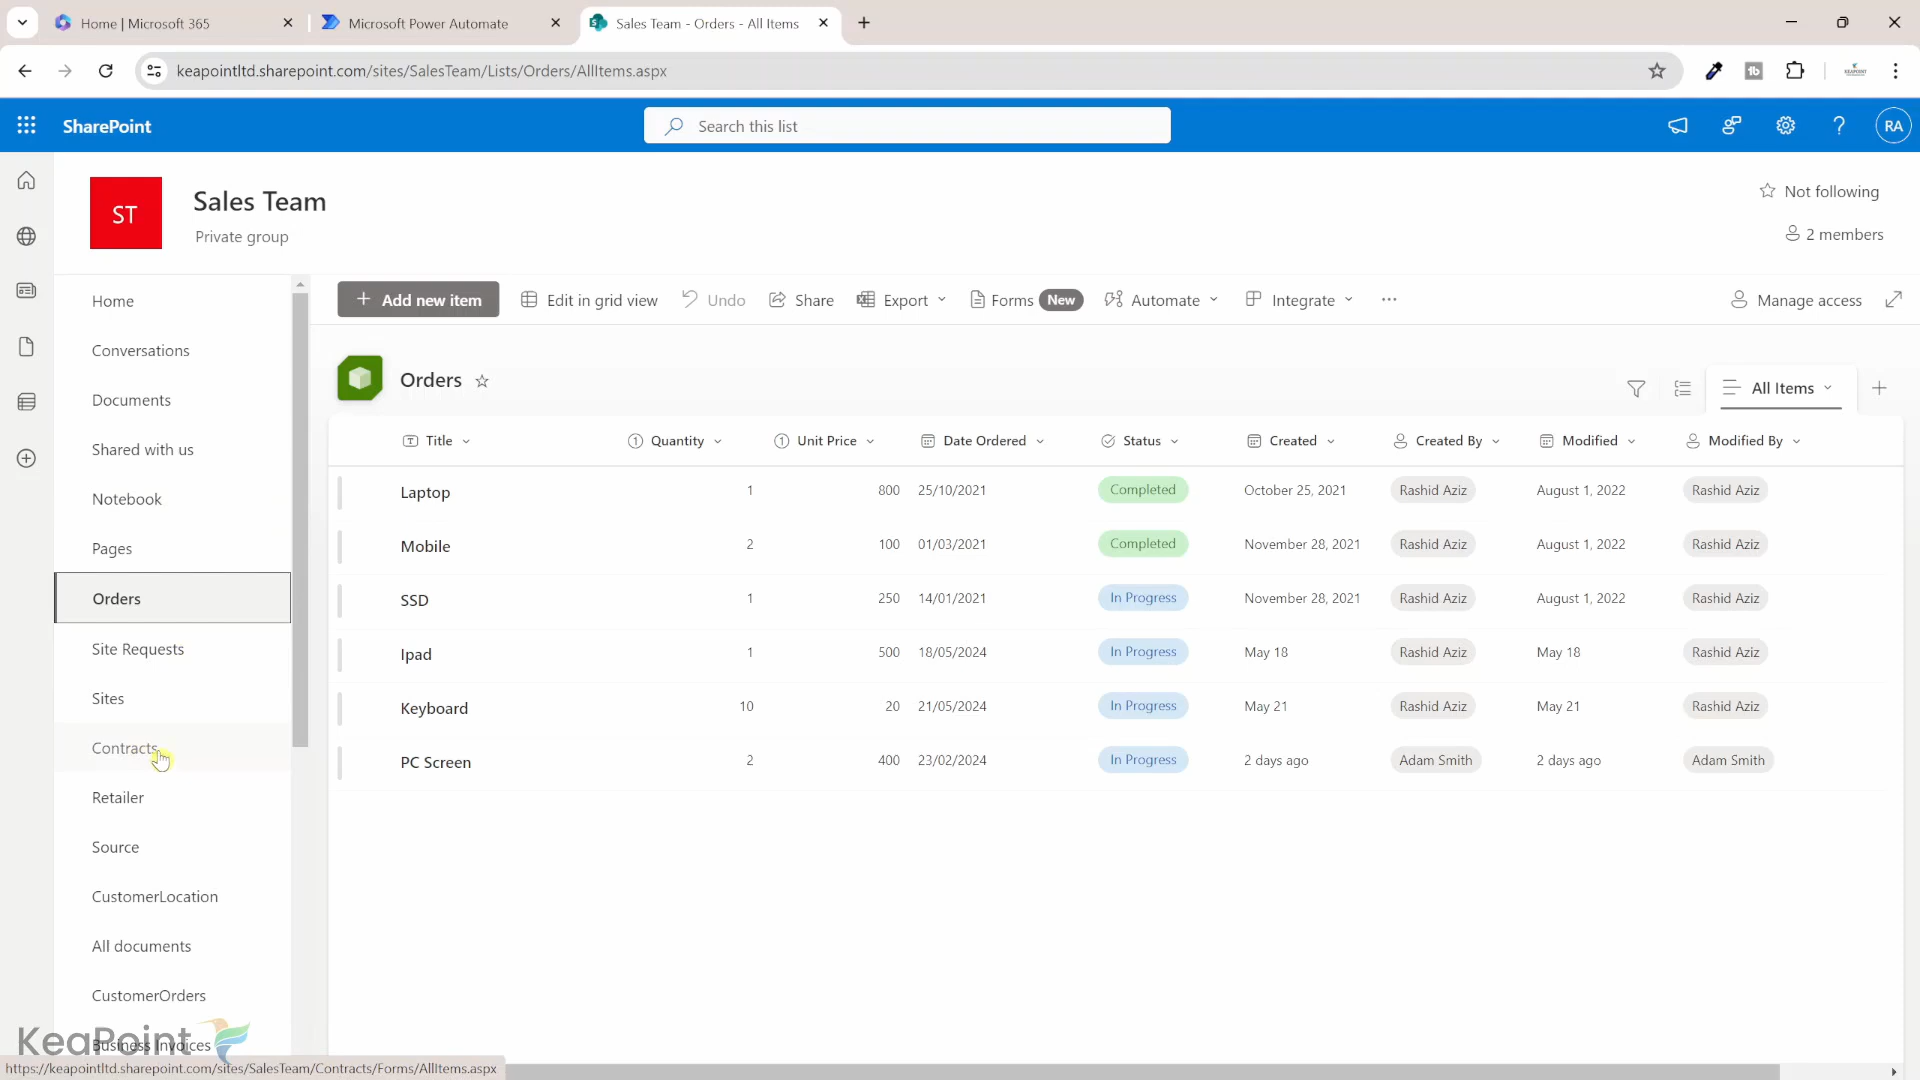 Home | Microsoft 365
Microsoft Power Automate
Sales Team - Orders - All Items
keapointltd.sharepoint.com/sites/SalesTeam/Lists/Orders/AllItems.aspx
SharePoint
Search this list
RA
ST
Sales Team
Private group
Not following
2 members
Home
Conversations
Documents
Shared with us
Notebook
Pages
Orders
Site Requests
Sites
Contracts
Retailer
Source
CustomerLocation
All documents
CustomerOrders
Business Invoices
KeaPoint
https://keapointltd.sharepoint.com/sites/SalesTeam/Contracts/Forms/AllItems.aspx
Add new item Edit in grid view Undo Share Export Forms New Automate Integrate Manage access
Orders
All Items
Title Quantity Unit Price Date Ordered Status Created Created By Modified Modified By
Laptop 1 800 25/10/2021 Completed October 25, 2021 Rashid Aziz August 1, 2022 Rashid Aziz
Mobile 2 100 01/03/2021 Completed November 28, 2021 Rashid Aziz August 1, 2022 Rashid Aziz
SSD 1 250 14/01/2021 In Progress November 28, 2021 Rashid Aziz August 1, 2022 Rashid Aziz
Ipad 1 500 18/05/2024 In Progress May 18 Rashid Aziz May 18 Rashid Aziz
Keyboard 10 20 21/05/2024 In Progress May 21 Rashid Aziz May 21 Rashid Aziz
PC Screen 2 400 23/02/2024 In Progress 2 days ago Adam Smith 2 days ago Adam Smith